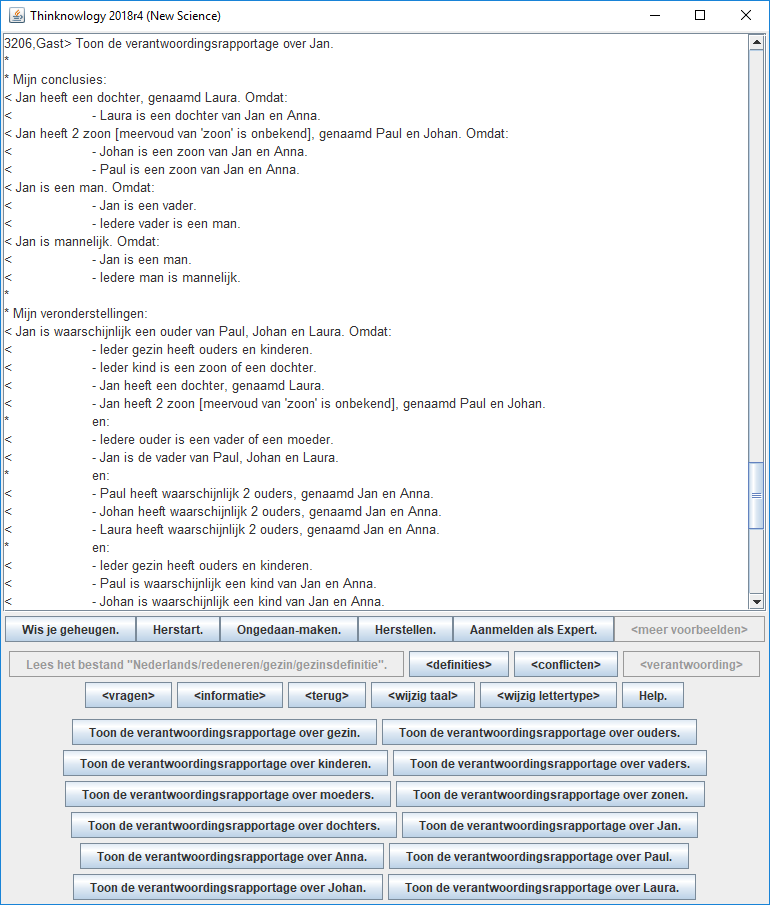 Thinknowlogy 2018r4 (New Science)
3206,Gast> Toon de verantwoordingsrapportage over Jan.
*
* Mijn conclusies:
< Jan heeft een dochter, genaamd Laura. Omdat:
< - Laura is een dochter van Jan en Anna.
< Jan heeft 2 zoon [meervoud van 'zoon' is onbekend], genaamd Paul en Johan. Omdat:
< - Johan is een zoon van Jan en Anna.
< - Paul is een zoon van Jan en Anna.
< Jan is een man. Omdat:
< - Jan is een vader.
< - Iedere vader is een man.
< Jan is mannelijk. Omdat:
< - Jan is een man.
< - Iedere man is mannelijk.
*
* Mijn veronderstellingen:
< Jan is waarschijnlijk een ouder van Paul, Johan en Laura. Omdat:
< - Ieder gezin heeft ouders en kinderen.
< - Ieder kind is een zoon of een dochter.
< - Jan heeft een dochter, genaamd Laura.
< - Jan heeft 2 zoon [meervoud van 'zoon' is onbekend], genaamd Paul en Johan.
* en:
< - Iedere ouder is een vader of een moeder.
< - Jan is de vader van Paul, Johan en Laura.
* en:
< - Paul heeft waarschijnlijk 2 ouders, genaamd Jan en Anna.
< - Johan heeft waarschijnlijk 2 ouders, genaamd Jan en Anna.
< - Laura heeft waarschijnlijk 2 ouders, genaamd Jan en Anna.
* en:
< - Ieder gezin heeft ouders en kinderen.
< - Paul is waarschijnlijk een kind van Jan en Anna.
< - Johan is waarschijnlijk een kind van Jan en Anna.
Wis je geheugen. Herstart. Ongedaan-maken. Herstellen. Aanmelden als Expert. <meer voorbeelden>
Lees het bestand "Nederlands/redeneren/gezin/gezinsdefinitie". <definities> <conflicten> <verantwoording>
<vragen> <informatie> <terug> <wijzig taal> <wijzig lettertype> Help.
Toon de verantwoordingsrapportage over gezin. Toon de verantwoordingsrapportage over ouders.
Toon de verantwoordingsrapportage over kinderen. Toon de verantwoordingsrapportage over vaders.
Toon de verantwoordingsrapportage over moeders. Toon de verantwoordingsrapportage over zonen.
Toon de verantwoordingsrapportage over dochters. Toon de verantwoordingsrapportage over Jan.
Toon de verantwoordingsrapportage over Anna. Toon de verantwoordingsrapportage over Paul.
Toon de verantwoordingsrapportage over Johan. Toon de verantwoordingsrapportage over Laura.